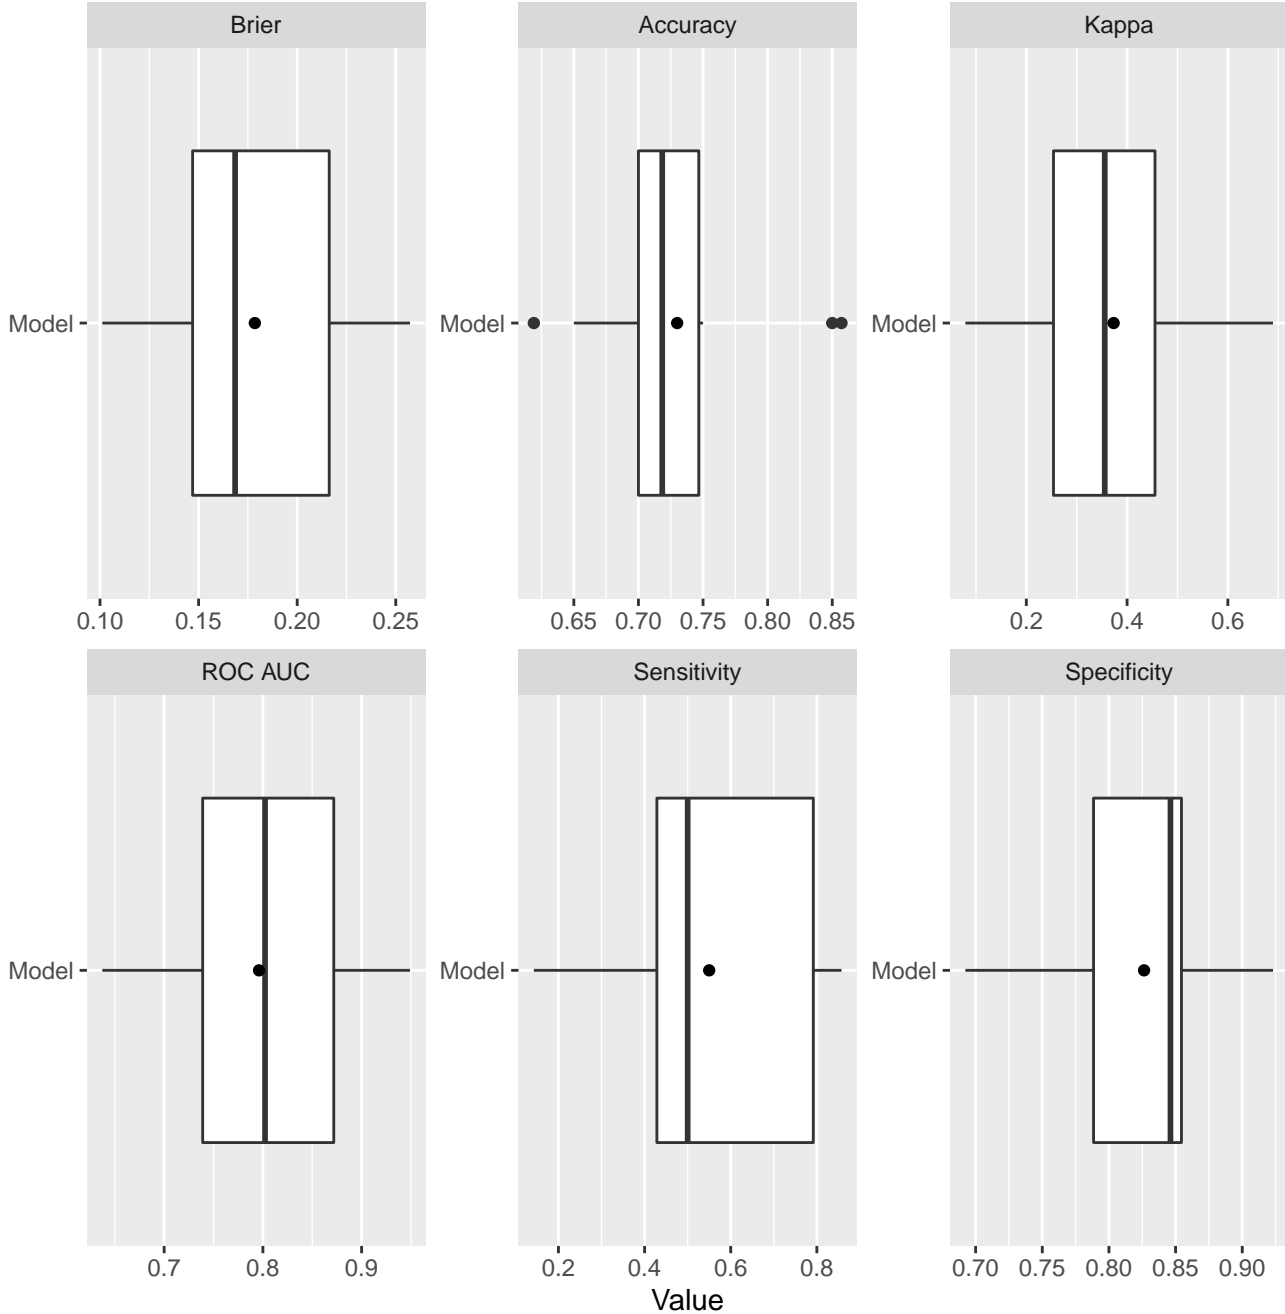 Brier Accuracy Kappa
Model Model Model
0.10 0.15 0.20 0.25 0.65 0.70 0.75 0.80 0.85 0.2 0.4 0.6
ROC AUC Sensitivity Specificity
Model Model Model
0.7 0.8 0.9 0.2 0.4 0.6 0.8 0.70 0.75 0.80 0.85 0.90
Value